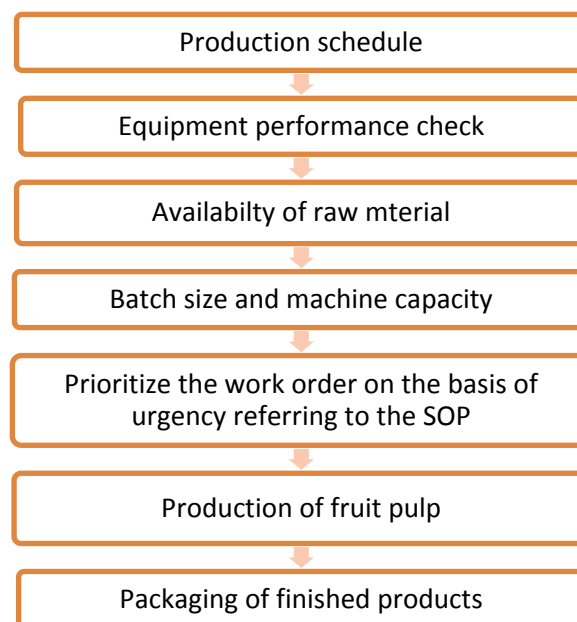 Production schedule
Equipment performance check
Availabilty of raw mterial
Batch size and machine capacity
Prioritize the work order on the basis of
urgency referring to the SOP
Production of fruit pulp
Packaging of finished products